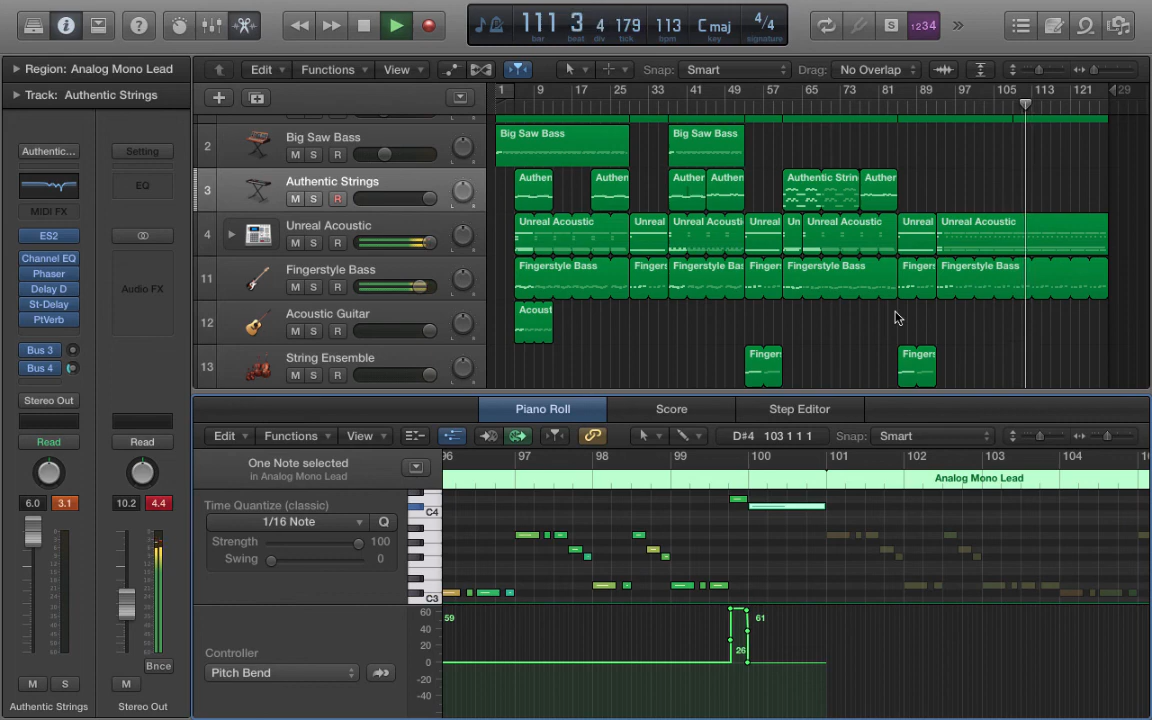 111 3 4 179 113 C maj 4/4
bar beat div tick bpm key signature
S 1234
Region: Analog Mono Lead
Track: Authentic Strings
Edit Functions View Snap: Smart Drag: No Overlap
1 9 17 25 33 41 49 57 65 73 81 89 97 105 113 121 29
2 Big Saw Bass
M S R
Big Saw Bass Big Saw Bass
3 Authentic Strings
M S R
Authen Authen Auther Authen Authentic Strin Auther
4 Unreal Acoustic
M S R
Unreal Acoustic Unreal Unreal Acousti Unreal Un Unreal Acoustic Unreal Unreal Acoustic
11 Fingerstyle Bass
M S R
Fingerstyle Bass Fingers Fingerstyle Bas Fingers Fingerstyle Bass Fingers Fingerstyle Bass
12 Acoustic Guitar
M S R
Acoust
13 String Ensemble
M S R
Fingers Fingers
Authentic... Setting
EQ
MIDI FX
ES2
Channel EQ
Phaser
Delay D
St-Delay
PtVerb
Audio FX
Bus 3
Bus 4
Stereo Out
Read Read
6.0 3.1 10.2 4.4
Bnce
M S M
Authentic Strings Stereo Out
Piano Roll Score Step Editor
Edit Functions View D#4 103 1 1 1 Snap: Smart
One Note selected
in Analog Mono Lead
96 97 98 99 100 101 102 103 104 10
Analog Mono Lead
Time Quantize (classic)
1/16 Note Q
Strength 100
Swing 0
C4
C3
Controller
Pitch Bend
60
40
20
0
-20
-40
59 26 61